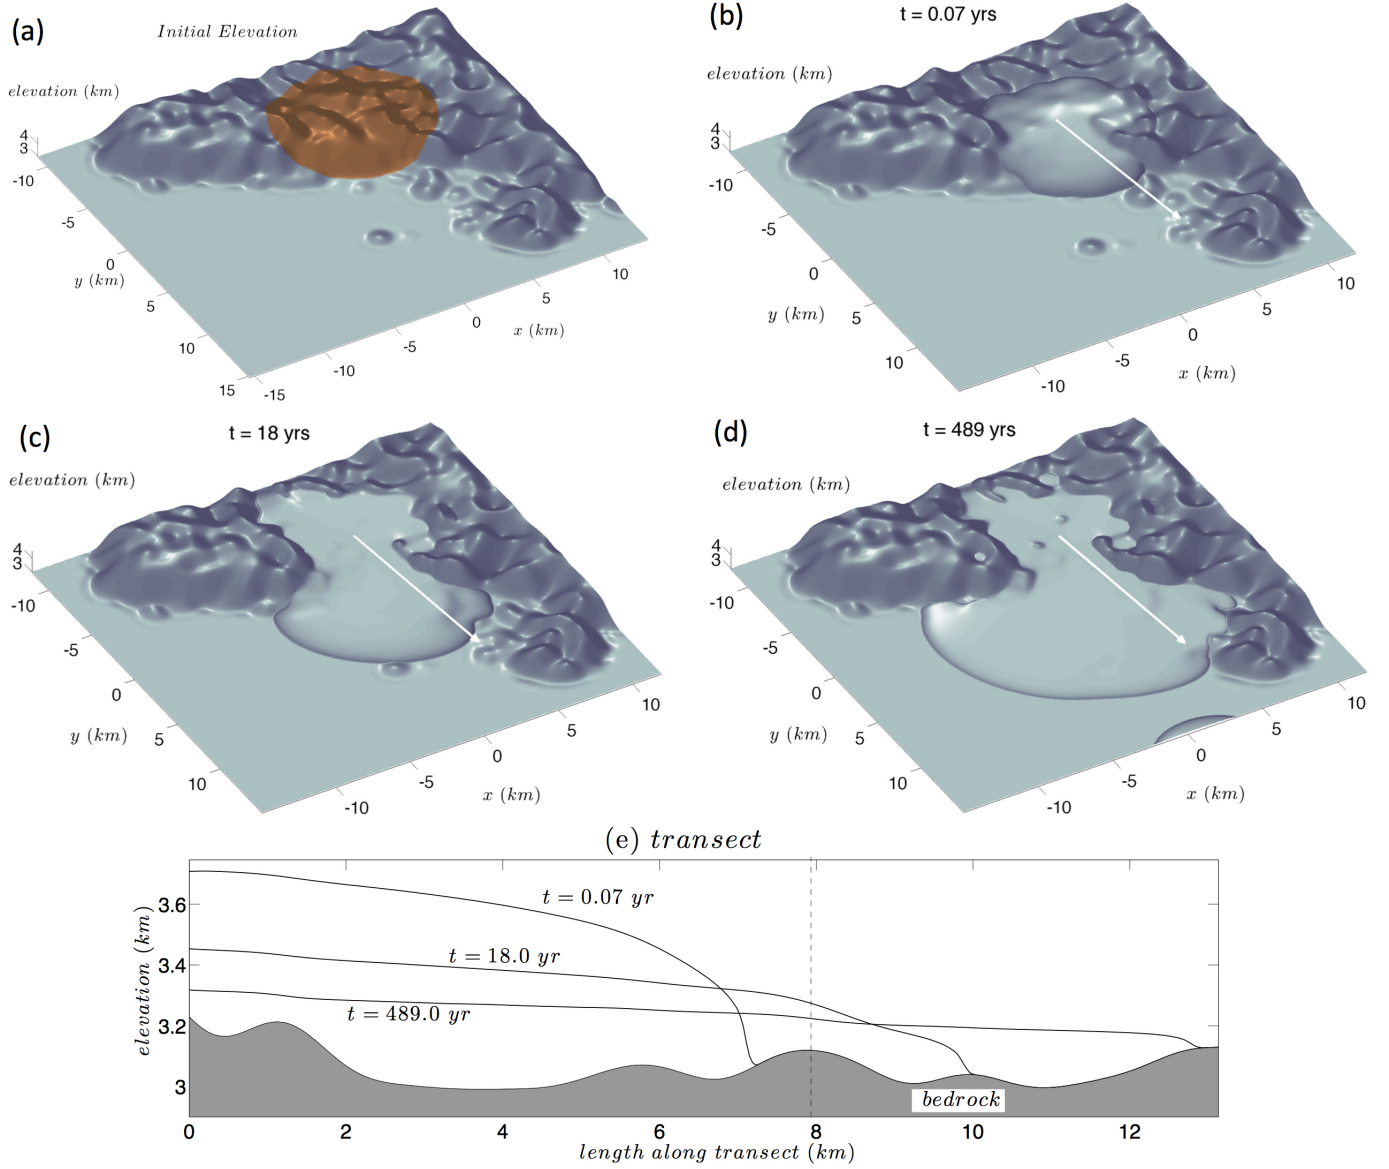 (a)
Initial Elevation
elevation (km)
4
3
-10
-5
0
y (km)
5
10
15
-15
-10
-5
0
5
10
x (km)
(b)
t = 0.07 yrs
elevation (km)
4
3
-10
-5
0
y (km)
5
10
-10
-5
0
5
10
x (km)
(c)
t = 18 yrs
elevation (km)
4
3
-10
-5
0
y (km)
5
10
-10
-5
0
5
10
x (km)
(d)
t = 489 yrs
elevation (km)
4
3
-10
-5
0
y (km)
5
10
-10
-5
0
5
10
x (km)
(e) transect
elevation (km)
3.6
3.4
3.2
3
t = 0.07 yr
t = 18.0 yr
t = 489.0 yr
bedrock
0 2 4 6 8 10 12
length along transect (km)